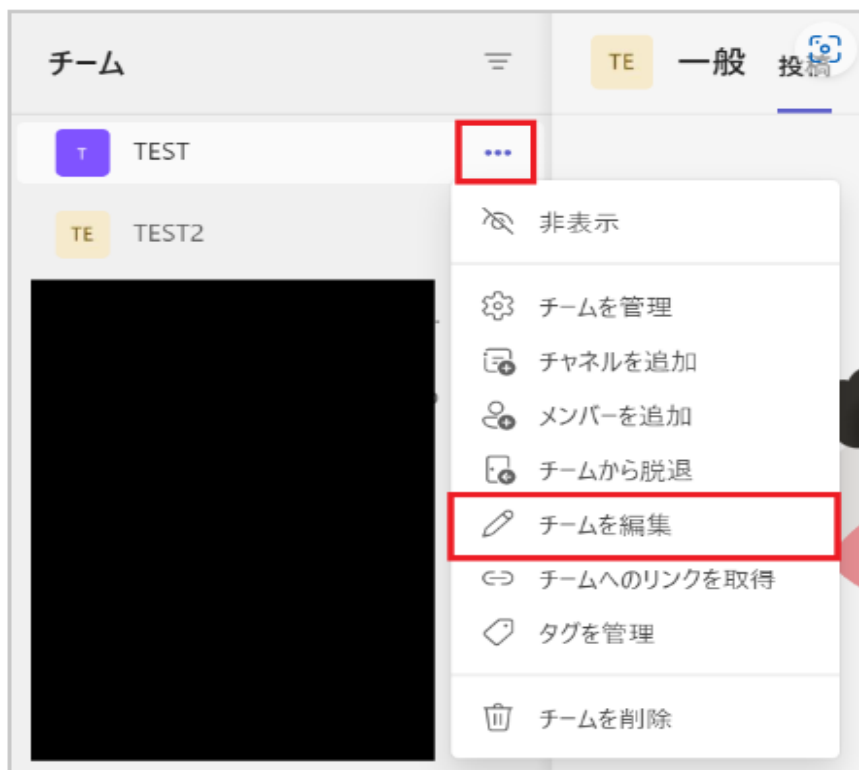 チーム
TE 一般 投稿
T TEST
TE TEST2
非表示
チームを管理
チャネルを追加
メンバーを追加
チームから脱退
チームを編集
チームへのリンクを取得
タグを管理
チームを削除